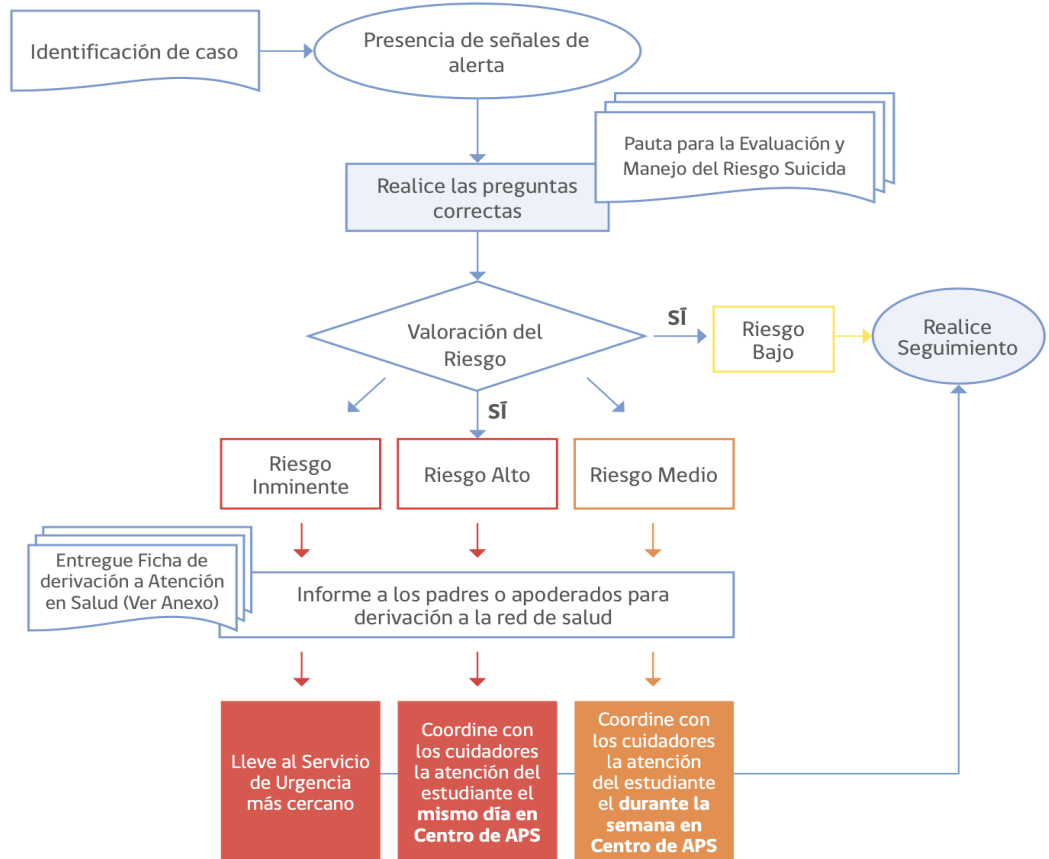 Identificación de caso
Presencia de señales de
alerta
Pauta para la Evaluación y
Manejo del Riesgo Suicida
Realice las preguntas
correctas
Valoración del
Riesgo
SÍ
Riesgo
Bajo
Realice
Seguimiento
SÍ
Riesgo
Inminente
Riesgo Alto
Riesgo Medio
Entregue Ficha de
derivación a Atención
en Salud (Ver Anexo)
Informe a los padres o apoderados para
derivación a la red de salud
Lleve al Servicio
de Urgencia
más cercano
Coordine con
los cuidadores
la atención del
estudiante el
mismo día en
Centro de APS
Coordine con
los cuidadores
la atención
del estudiante
el durante la
semana en
Centro de APS